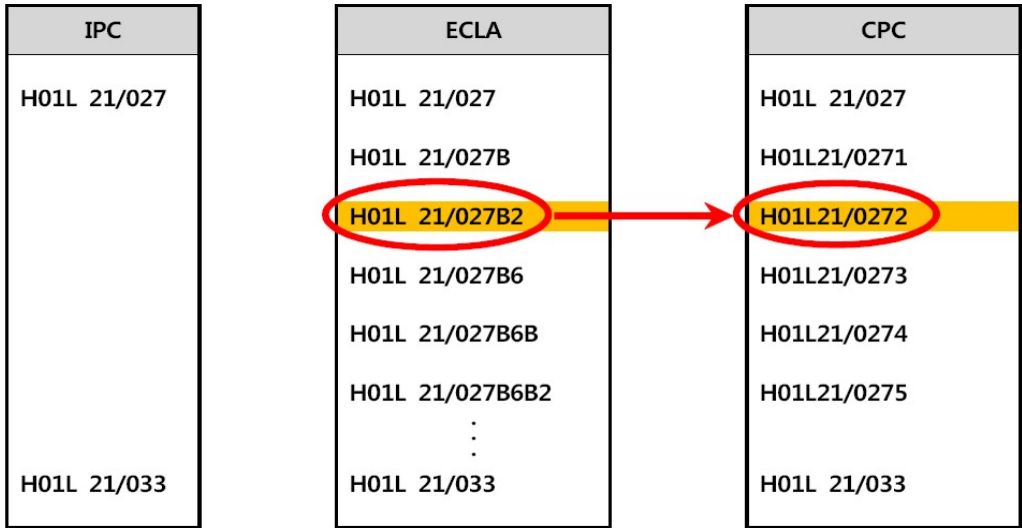 IPC
H01L 21/027
H01L 21/033
ECLA
H01L 21/027
H01L 21/027B
H01L 21/027B2
H01L 21/027B6
H01L 21/027B6B
H01L 21/027B6B2
H01L 21/033
CPC
H01L 21/027
H01L21/0271
H01L21/0272
H01L21/0273
H01L21/0274
H01L21/0275
H01L 21/033